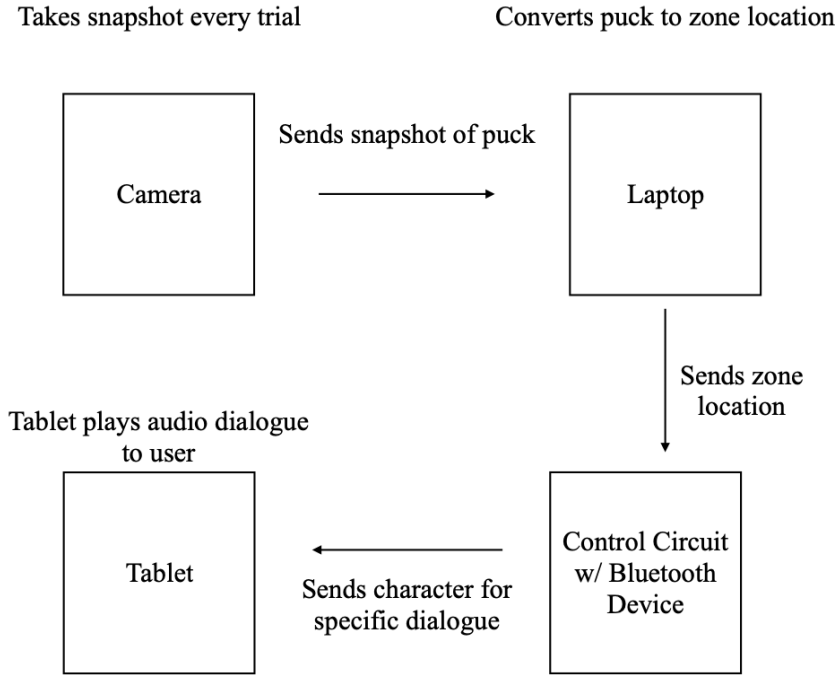 Takes snapshot every trial
Converts puck to zone location
Camera
Sends snapshot of puck
Laptop
Sends zone
location
Tablet plays audio dialogue
to user
Tablet
Sends character for
specific dialogue
Control Circuit
w/ Bluetooth
Device